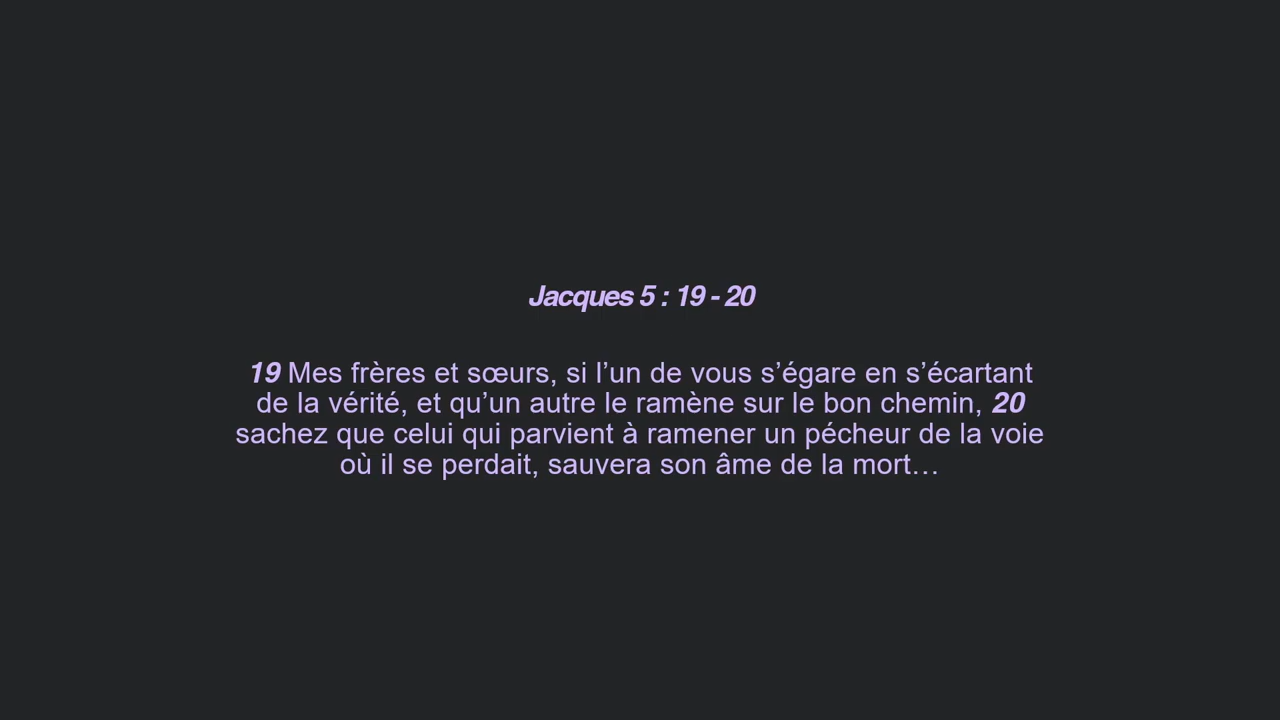 Jacques 5 : 19 - 20
19 Mes frères et sœurs, si l’un de vous s’égare en s’écartant
de la vérité, et qu’un autre le ramène sur le bon chemin, 20
sachez que celui qui parvient à ramener un pécheur de la voie
où il se perdait, sauvera son âme de la mort…